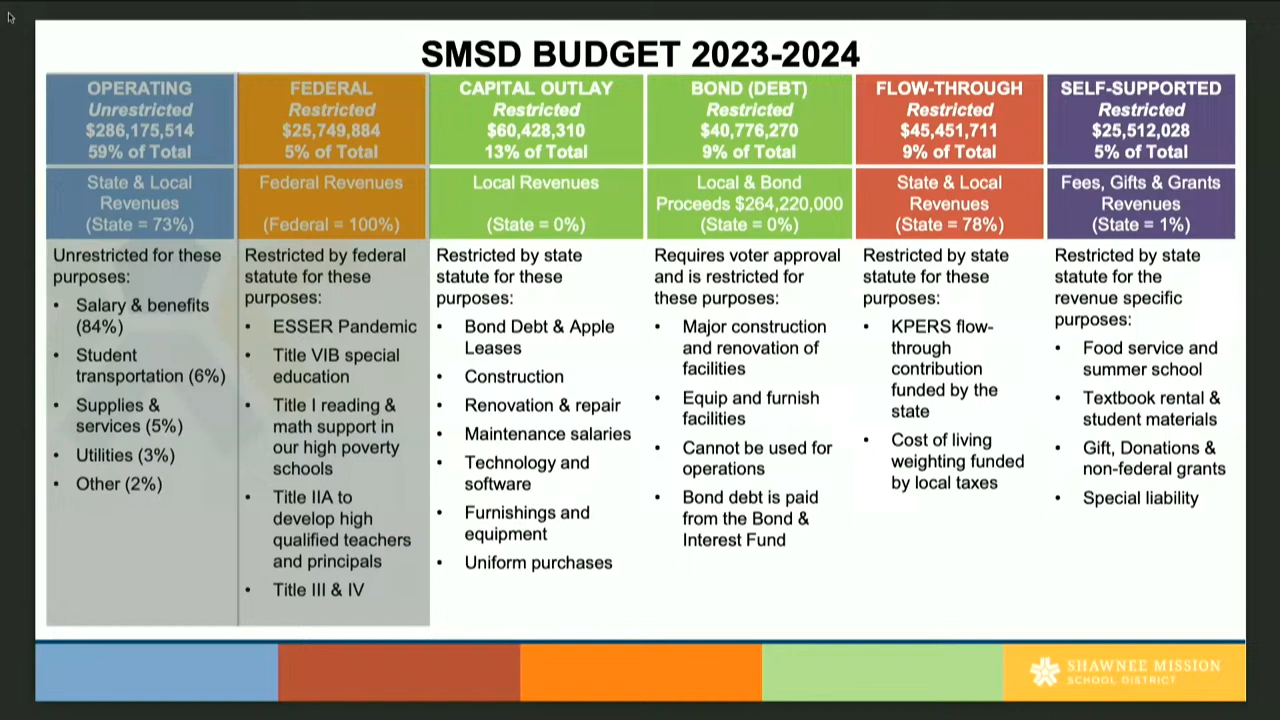 SMSD BUDGET 2023-2024
OPERATING
Unrestricted
$286,175,514
59% of Total
State & Local
Revenues
(State = 73%)
Unrestricted for these
purposes:
• Salary & benefits
(84%)
• Student
transportation (6%)
• Supplies &
services (5%)
• Utilities (3%)
• Other (2%)
FEDERAL
Restricted
$25,749,884
5% of Total
Federal Revenues
(Federal = 100%)
Restricted by federal
statute for these
purposes:
• ESSER Pandemic
• Title VIB special
education
• Title I reading &
math support in
our high poverty
schools
• Title IIA to
develop high
qualified teachers
and principals
• Title III & IV
CAPITAL OUTLAY
Restricted
$60,428,310
13% of Total
Local Revenues
(State = 0%)
Restricted by state
statute for these
purposes:
• Bond Debt & Apple
Leases
• Construction
• Renovation & repair
• Maintenance salaries
• Technology and
software
• Furnishings and
equipment
• Uniform purchases
BOND (DEBT)
Restricted
$40,776,270
9% of Total
Local & Bond
Proceeds $264,220,000
(State = 0%)
Requires voter approval
and is restricted for
these purposes:
• Major construction
and renovation of
facilities
• Equip and furnish
facilities
• Cannot be used for
operations
• Bond debt is paid
from the Bond &
Interest Fund
FLOW-THROUGH
Restricted
$45,451,711
9% of Total
State & Local
Revenues
(State = 78%)
Restricted by state
statute for these
purposes:
• KPERS flow-
through
contribution
funded by the
state
• Cost of living
weighting funded
by local taxes
SELF-SUPPORTED
Restricted
$25,512,028
5% of Total
Fees, Gifts & Grants
Revenues
(State = 1%)
Restricted by state
statute for the
revenue specific
purposes:
• Food service and
summer school
• Textbook rental &
student materials
• Gift, Donations &
non-federal grants
• Special liability
SHAWNEE MISSION
SCHOOL DISTRICT